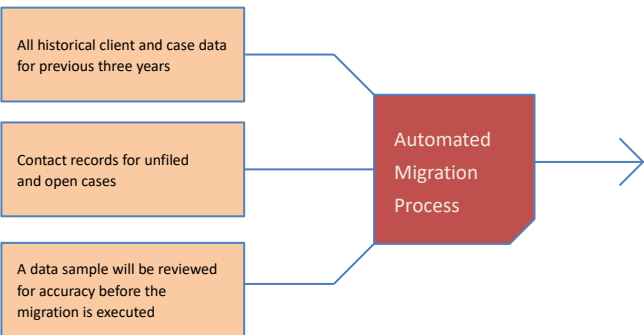 All historical client and case data
for previous three years
Contact records for unfiled
and open cases
A data sample will be reviewed
for accuracy before the
migration is executed
Automated
Migration
Process